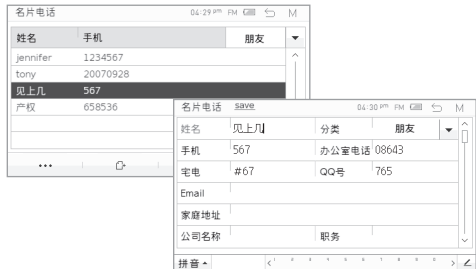 名片电话 04:29 PM FM M
姓名 手机 朋友
jennifer 1234567
tony 20070928
见上几 567
产权 658536
名片电话 save 04:30 PM FM M
姓名 见上几 分类 朋友
手机 567 办公室电话 08643
宅电 #67 QQ号 765
Email
家庭地址
公司名称 职务
拼音